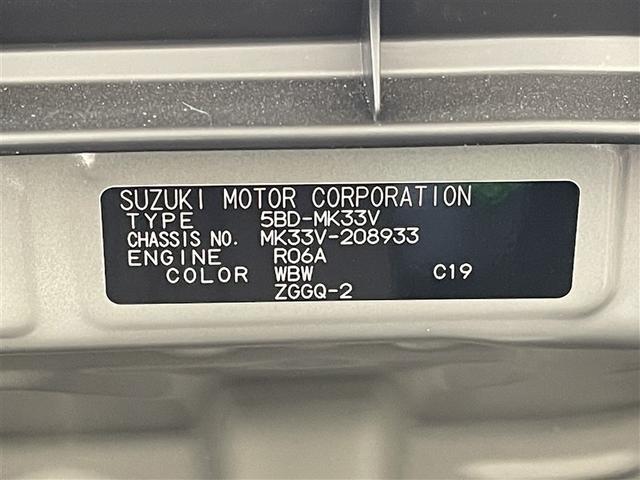 SUZUKI MOTOR CORPORATION
TYPE 5BD-MK33V
CHASSIS NO. MK33V-208933
ENGINE R06A
COLOR WBW C19
ZGGQ-2